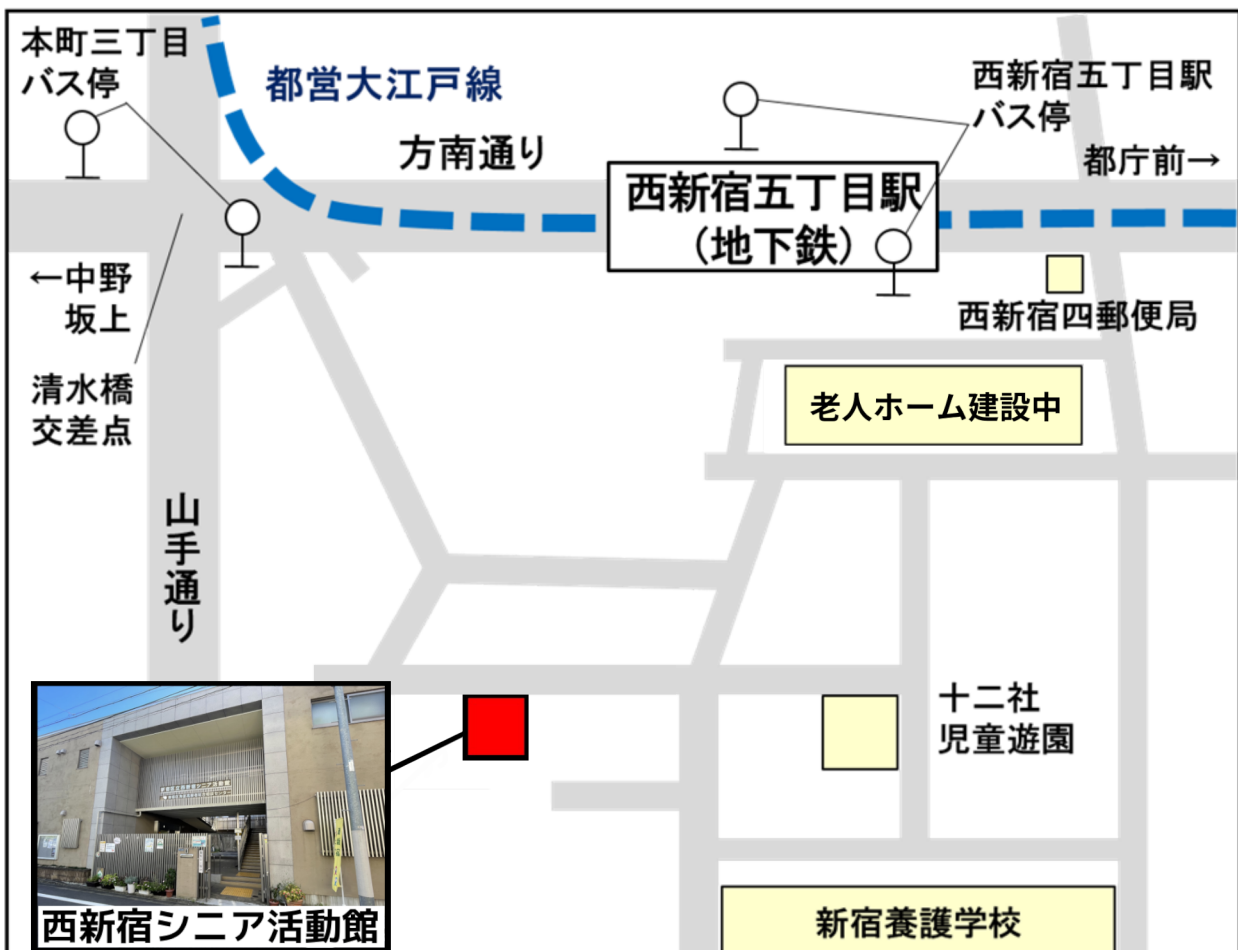 本町三丁目
バス停
都営大江戸線
方南通り
西新宿五丁目駅
バス停
都庁前→
西新宿五丁目駅
（地下鉄）
←中野
坂上
西新宿四郵便局
清水橋
交差点
老人ホーム建設中
山手通り
十二社
児童遊園
西新宿シニア活動館
新宿養護学校